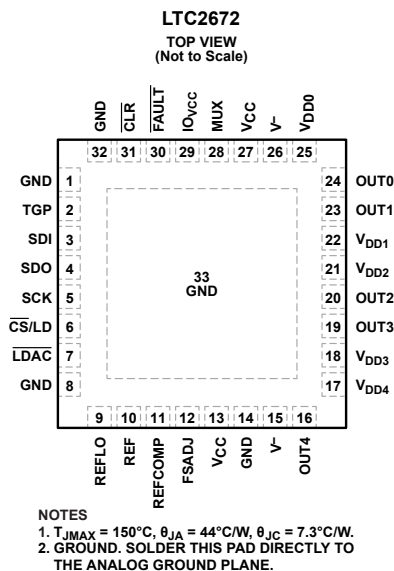 LTC2672
TOP VIEW
(Not to Scale)
GND
CLR
FAULT
IOVCC
MUX
VCC
V–
VDD0
32 31 30 29 28 27 26 25
GND 1
TGP 2
SDI 3
SDO 4
SCK 5
CS/LD 6
LDAC 7
GND 8
33
GND
24 OUT0
23 OUT1
22 VDD1
21 VDD2
20 OUT2
19 OUT3
18 VDD3
17 VDD4
9 10 11 12 13 14 15 16
REFLO
REF
REFCOMP
FSADJ
VCC
GND
V–
OUT4
NOTES
1. TJMAX = 150°C, θJA = 44°C/W, θJC = 7.3°C/W.
2. GROUND. SOLDER THIS PAD DIRECTLY TO
THE ANALOG GROUND PLANE.